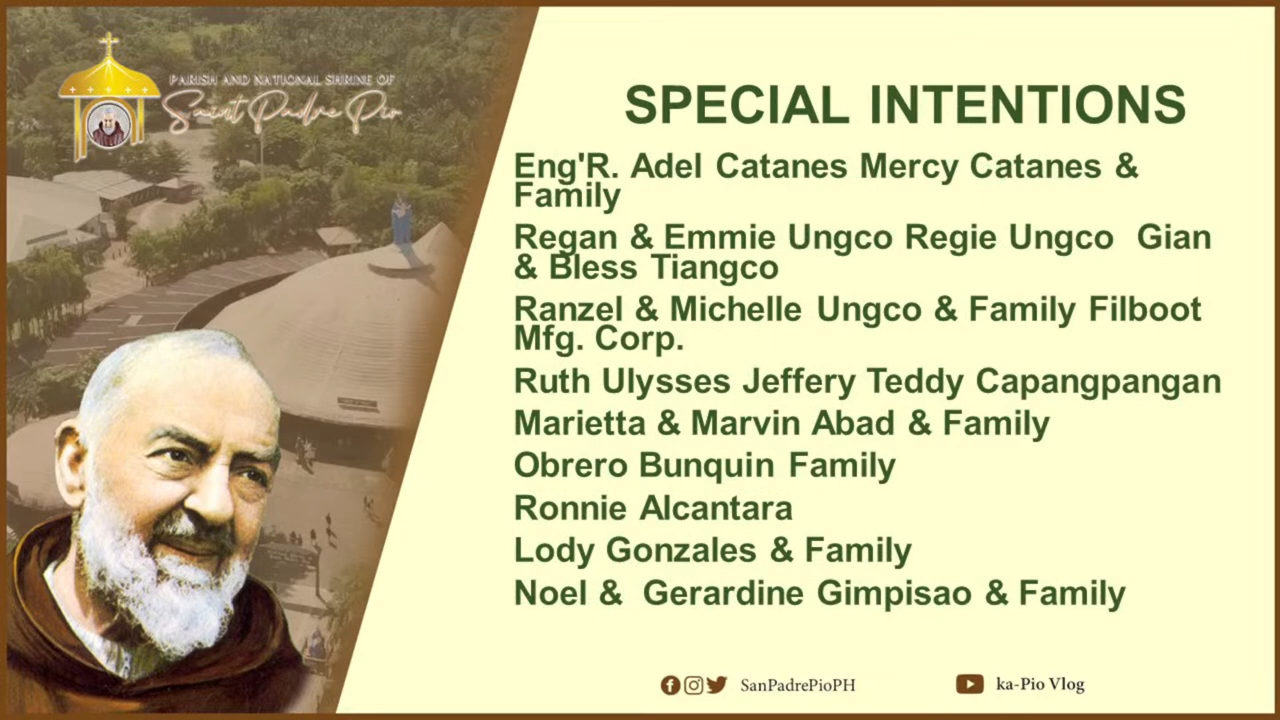 PARISH AND NATIONAL SHRINE OF
Saint Padre Pio
SPECIAL INTENTIONS
Eng'R. Adel Catanes Mercy Catanes &
Family
Regan & Emmie Ungco Regie Ungco  Gian
& Bless Tiangco
Ranzel & Michelle Ungco & Family Filboot
Mfg. Corp.
Ruth Ulysses Jeffery Teddy Capangpangan
Marietta & Marvin Abad & Family
Obrero Bunquin Family
Ronnie Alcantara
Lody Gonzales & Family
Noel &  Gerardine Gimpisao & Family
SanPadrePioPH
ka-Pio Vlog